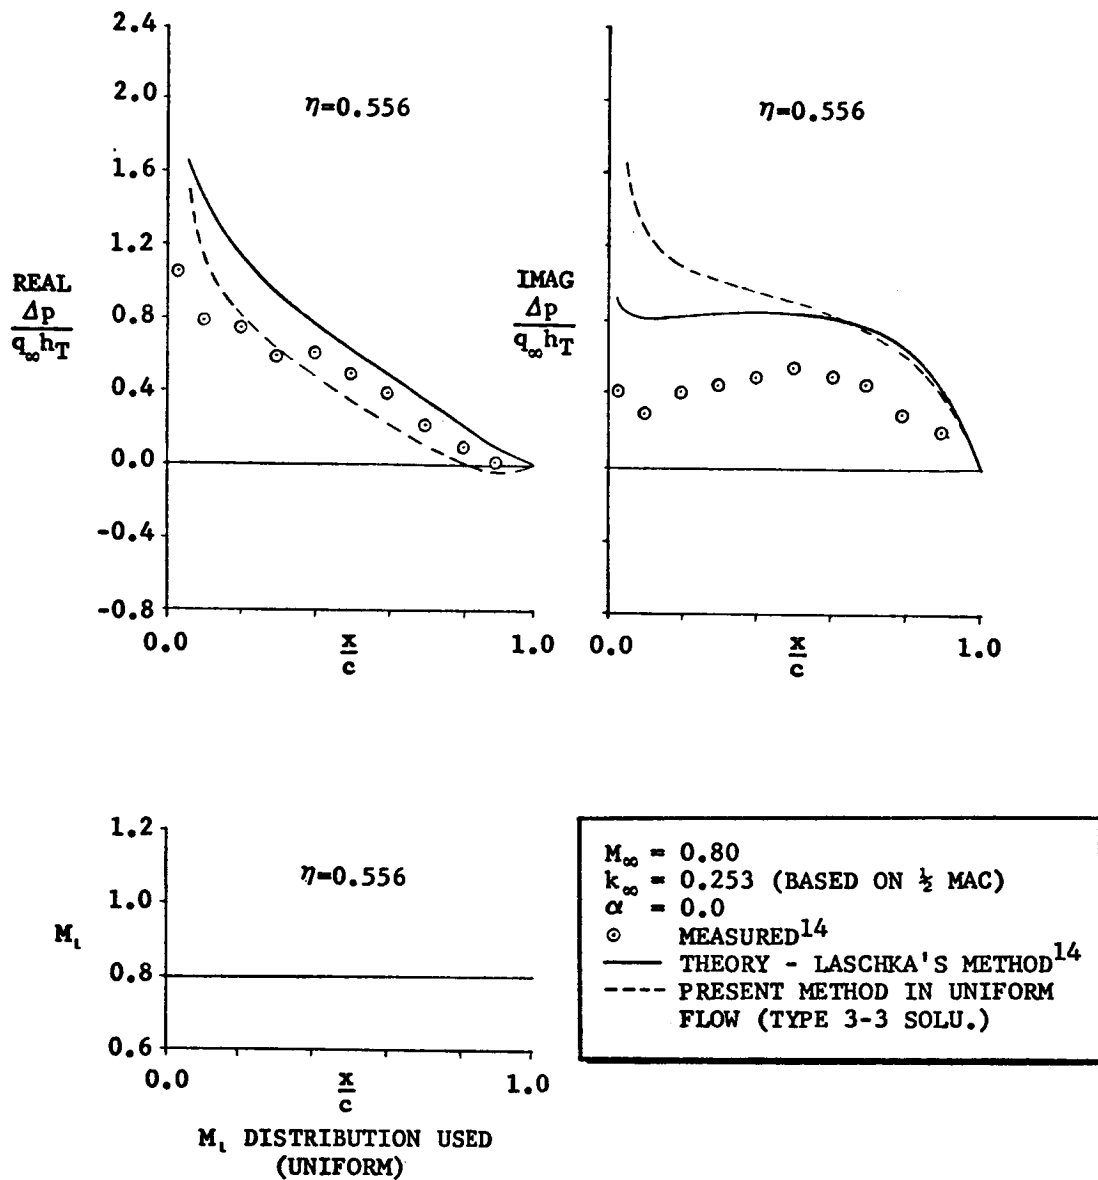 2.4
2.0
1.6
1.2
0.8
0.4
0.0
-0.4
-0.8
REAL
Δp
q∞hT
η=0.556
0.0
x
c
1.0
IMAG
Δp
q∞hT
η=0.556
0.0
x
c
1.0
1.2
1.0
0.8
0.6
Mι
η=0.556
0.0
x
c
1.0
Mι DISTRIBUTION USED
(UNIFORM)
M∞ = 0.80
k∞ = 0.253 (BASED ON ½ MAC)
α = 0.0
⊙ MEASURED14
THEORY - LASCHKA'S METHOD14
PRESENT METHOD IN UNIFORM
FLOW (TYPE 3-3 SOLU.)